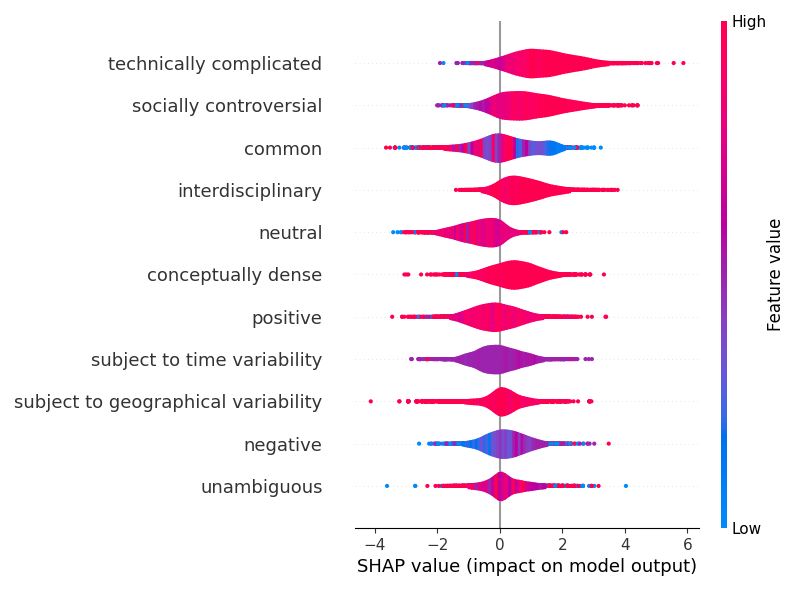 High
technically complicated
socially controversial
common
interdisciplinary
neutral
conceptually dense
positive
subject to time variability
subject to geographical variability
negative
unambiguous
Feature value
Low
−4 −2 0 2 4 6
SHAP value (impact on model output)